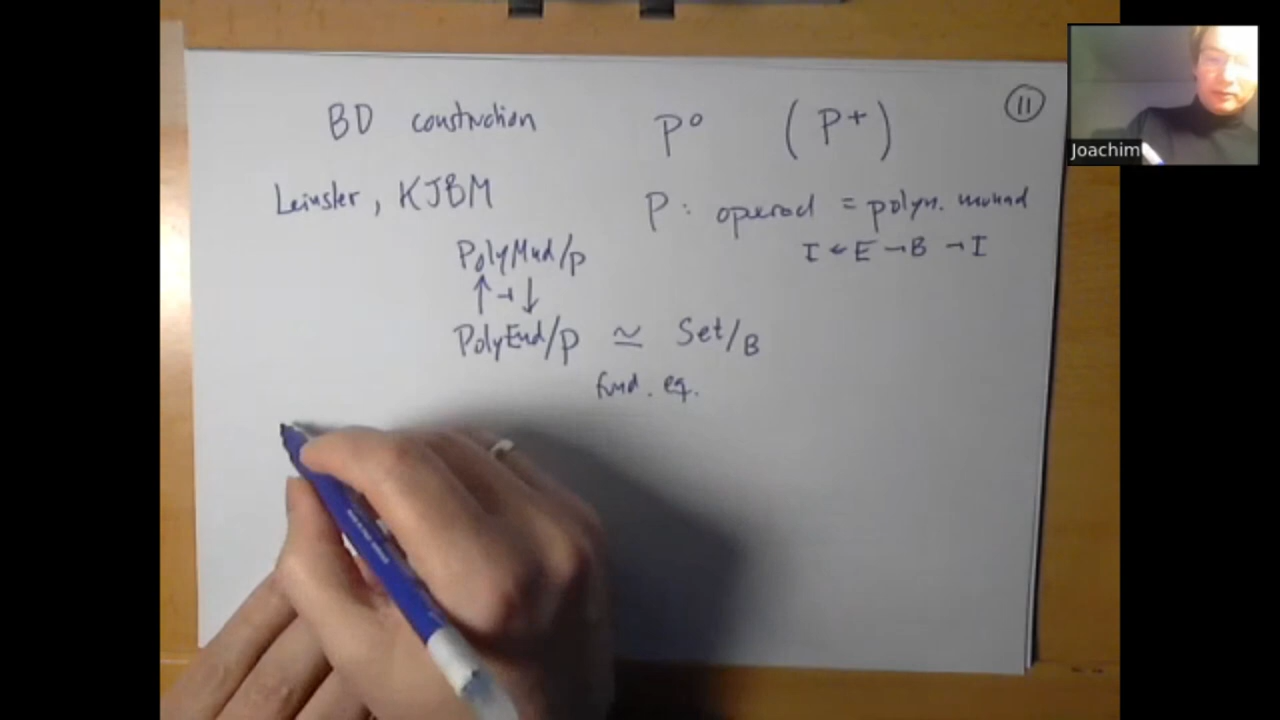 BD construction P° (P⁺) 11
Leinster, KJBM P : operad = polyn. monad
PolyMnd/P I ← E → B → I
↑ ⊣ ↓
PolyEnd/P ≃ Set/B
fund. eq.
Joachim